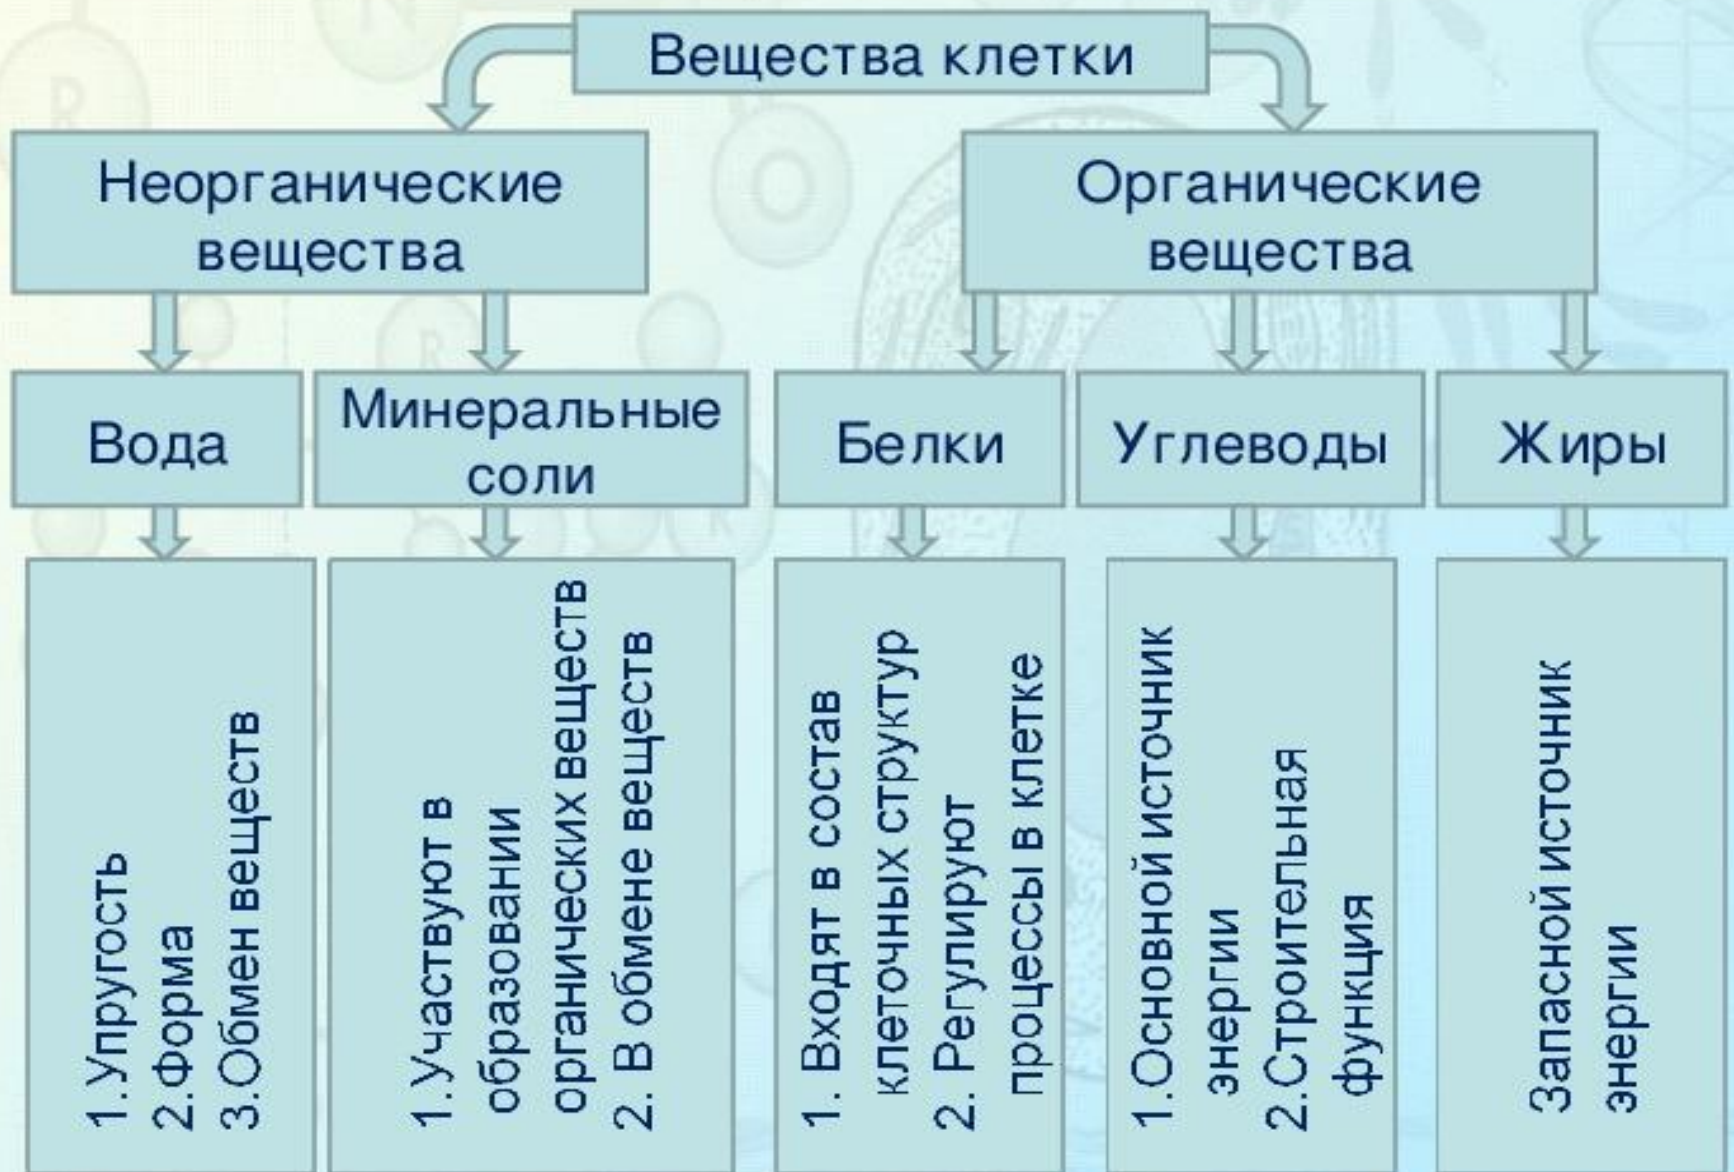 Вещества клетки
Неорганические
вещества
Органические
вещества
Вода
Минеральные
соли
Белки
Углеводы
Жиры
1.Упругость
2.Форма
3.Обмен веществ
1.Участвуют в
образовании
органических веществ
2. В обмене веществ
1. Входят в состав
клеточных структур
2. Регулируют
процессы в клетке
1.Основной источник
энергии
2.Строительная
функция
Запасной источник
энергии
R
N
O
R
R